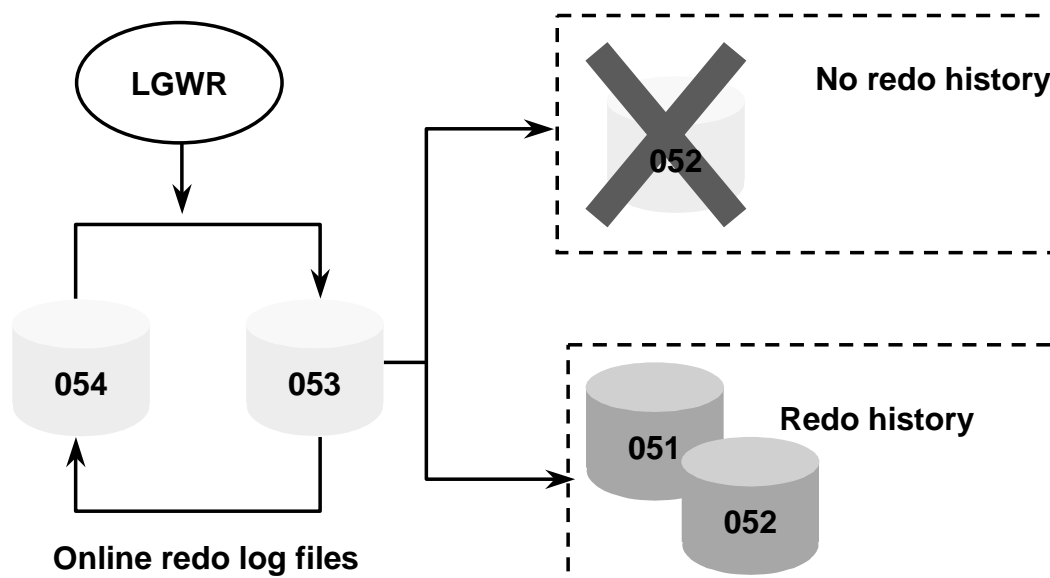 LGWR
No redo history
052
054
053
Redo history
051
052
Online redo log files